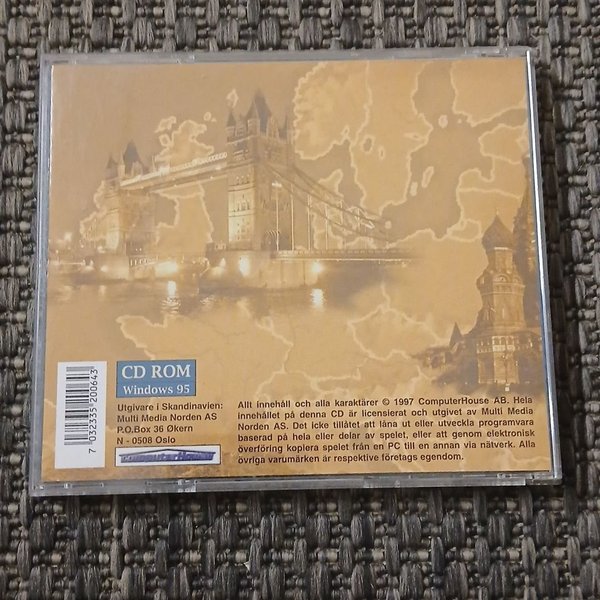 CD ROM
Windows 95
Utgivare i Skandinavien:
Multi Media Norden AS
P.O.Box 36 Økern
N - 0508 Oslo
7 032335 200643
Allt innehåll och alla karaktärer © 1997 ComputerHouse AB. Hela
innehållet på denna CD är licensierat och utgivet av Multi Media
Norden AS. Det icke tillåtet att låna ut eller utveckla programvara
baserad på hela eller delar av spelet, eller att genom elektronisk
överföring kopiera spelet från en PC till en annan via nätverk. Alla
övriga varumärken är respektive företags egendom.